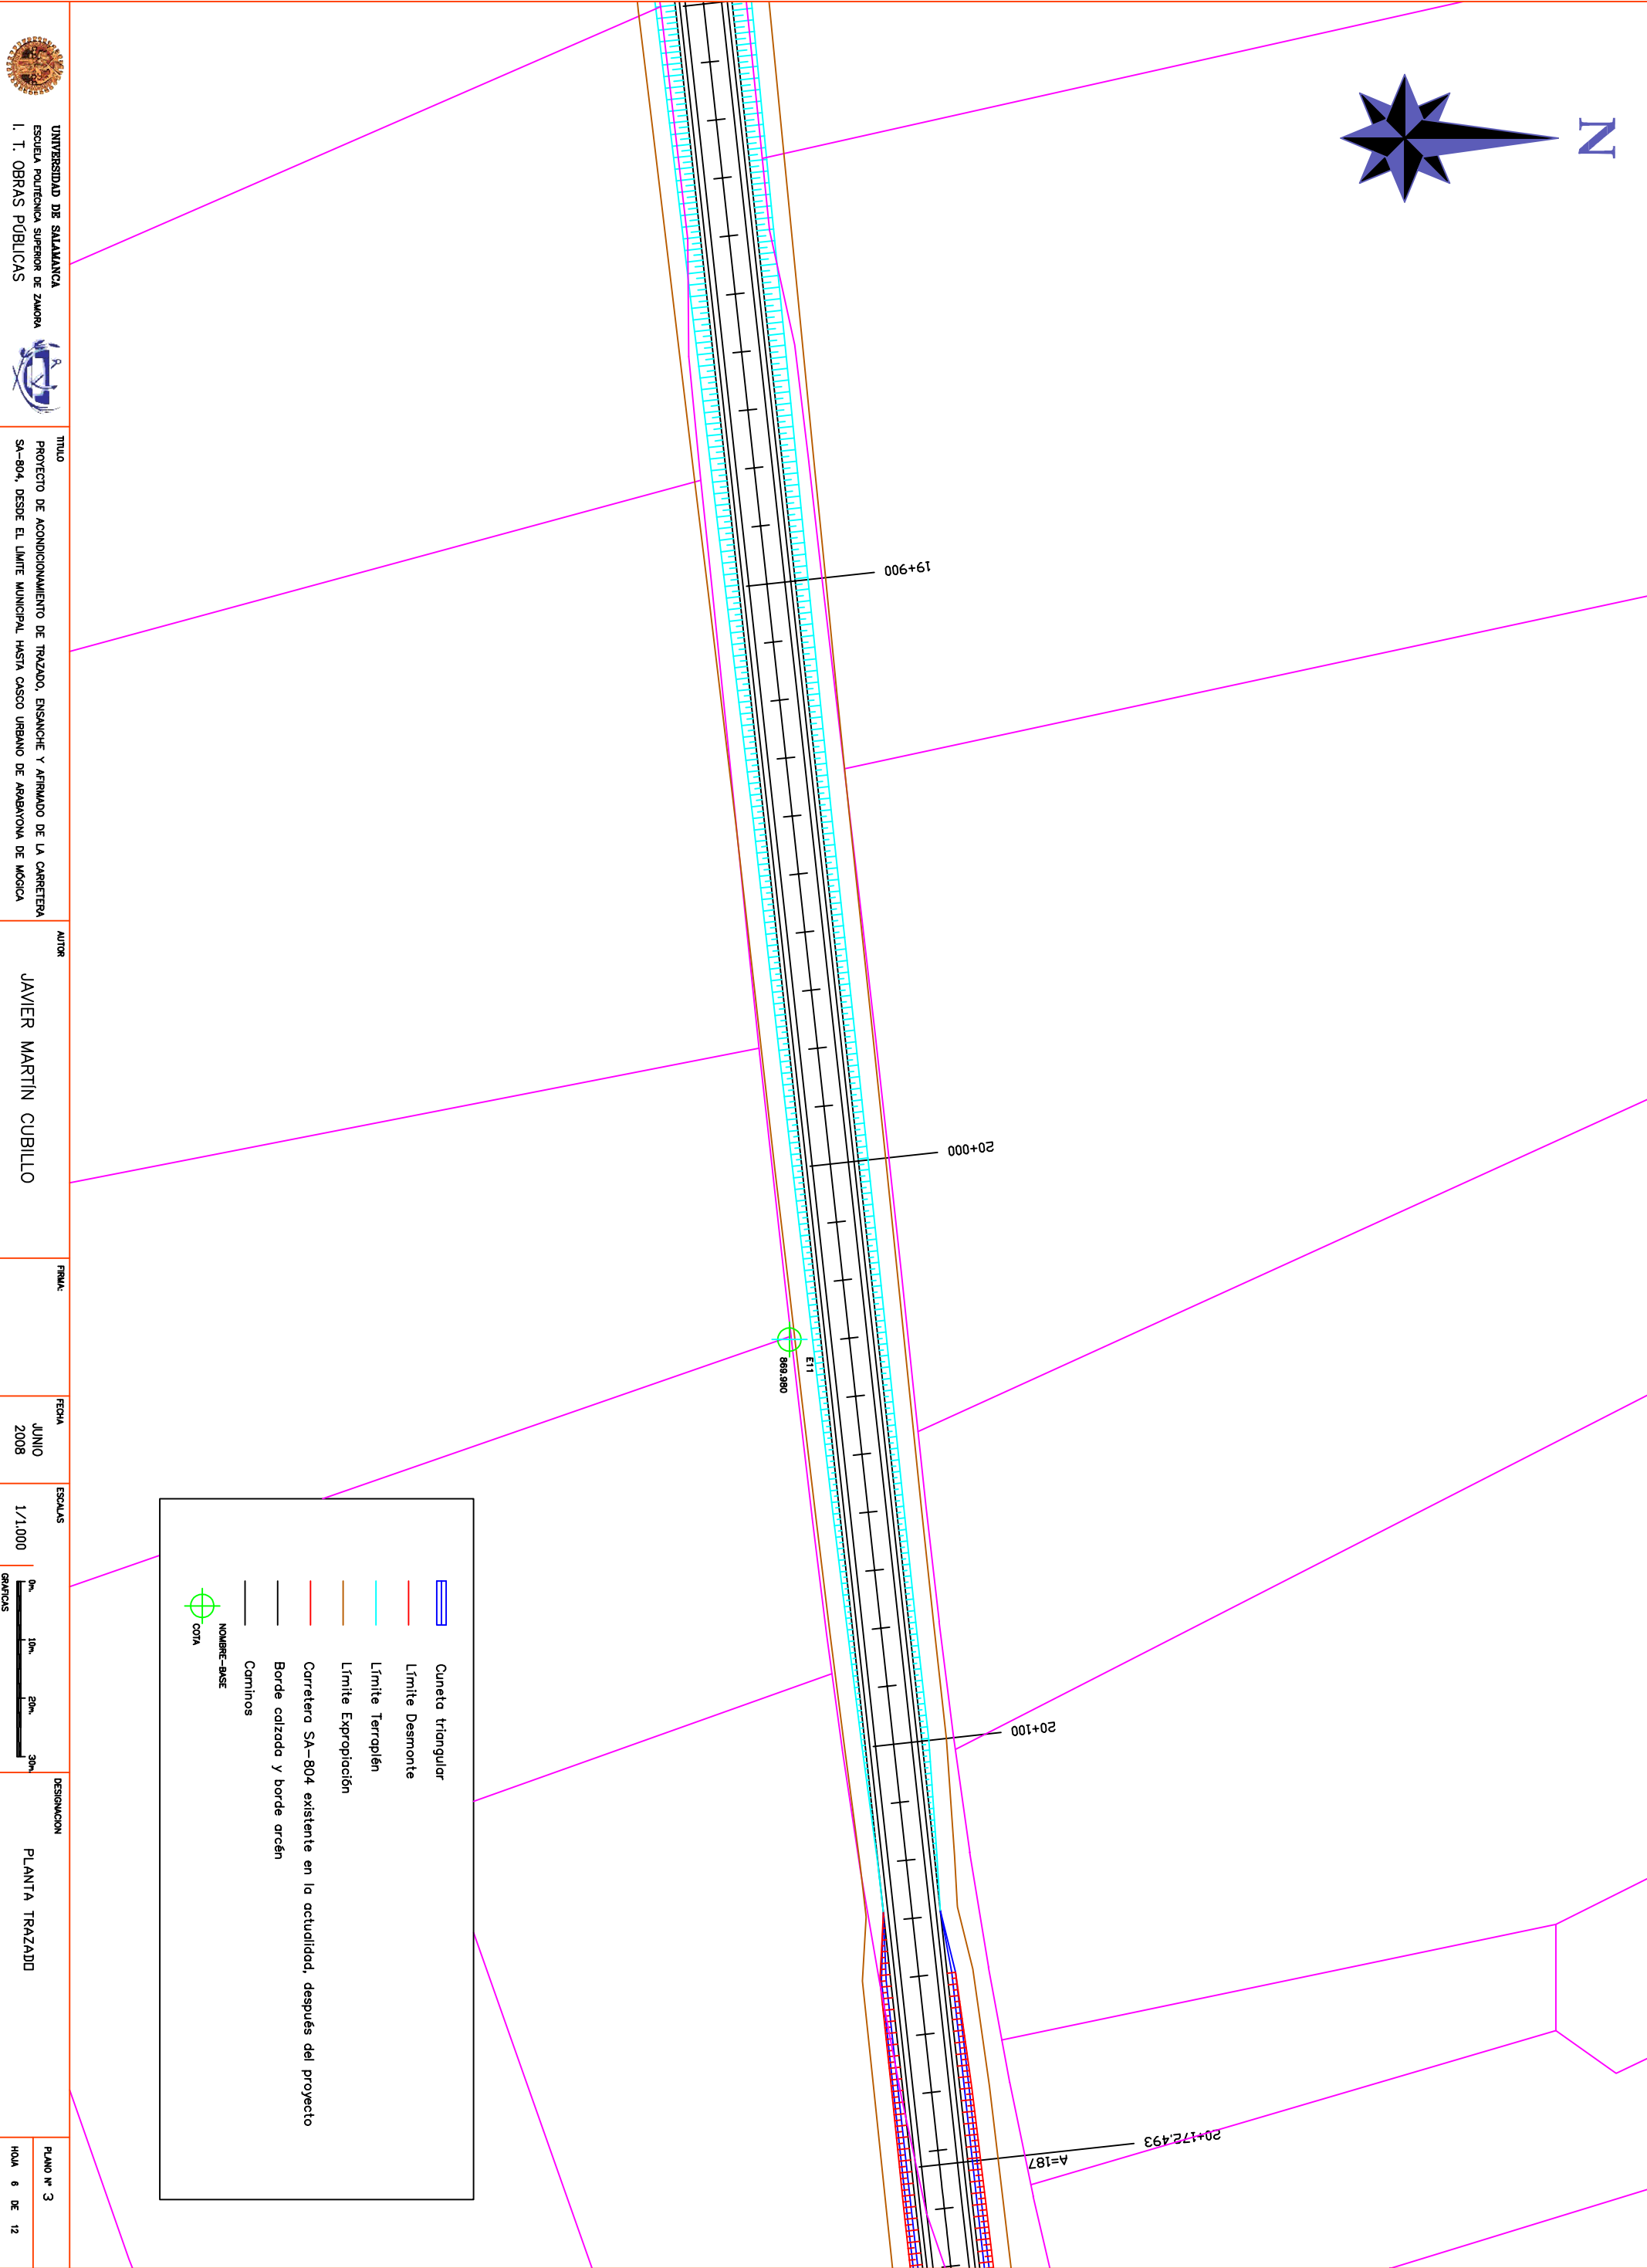 N
19+900
20+000
E11
869.980
20+100
20+172.493
A=187
Cuneta triangular
Límite Desmonte
Límite Terraplén
Límite Expropiación
Carretera SA-804 existente en la actualidad, después del proyecto
Borde calzada y borde arcén
Caminos
NOMBRE-BASE
COTA
UNIVERSIDAD DE SALAMANCA
ESCUELA POLITÉCNICA SUPERIOR DE ZAMORA
I. T. OBRAS PÚBLICAS
TITULO
PROYECTO DE ACONDICIONAMIENTO DE TRAZADO, ENSANCHE Y AFIRMADO DE LA CARRETERA
SA-804, DESDE EL LÍMITE MUNICIPAL HASTA CASCO URBANO DE ARABAYONA DE MÓGICA
AUTOR
JAVIER MARTÍN CUBILLO
FIRMA:
FECHA
JUNIO
2008
ESCALAS
1/1.000
0m. 10m. 20m. 30m.
GRAFICAS
DESIGNACION
PLANTA TRAZADO
PLANO Nº 3
HOJA 6 DE 12